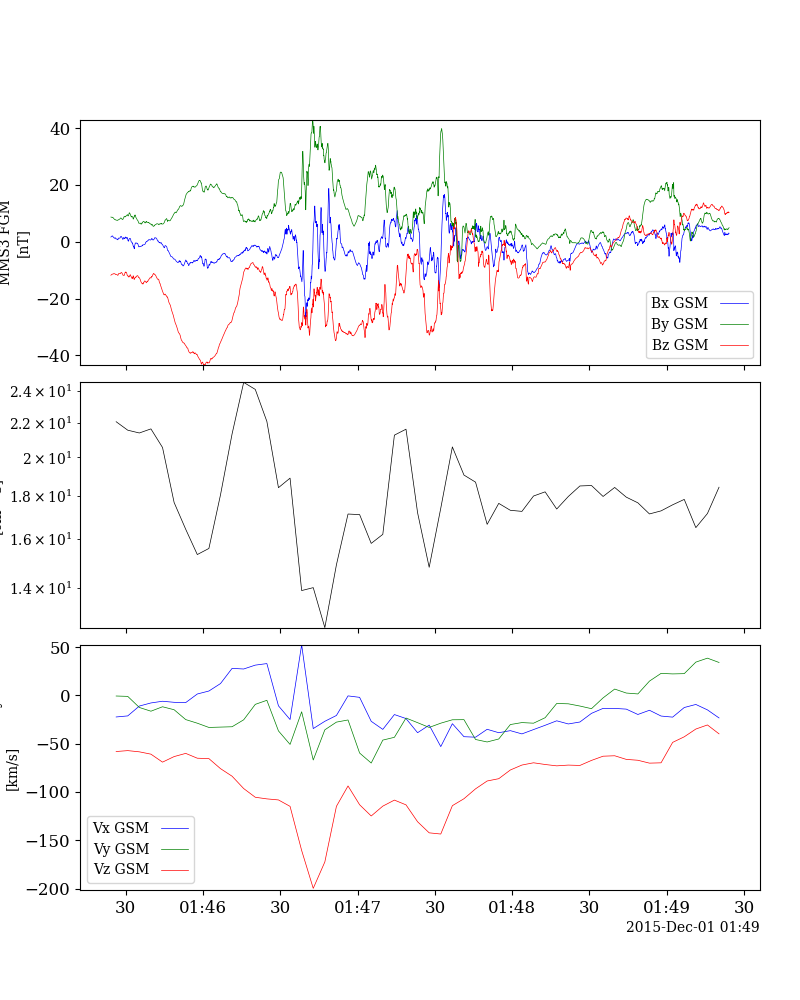 MMS3 FGM
[nT]
40
20
0
−20
−40
Bx GSM
By GSM
Bz GSM
2.4 × 10¹
2.2 × 10¹
2 × 10¹
1.8 × 10¹
1.6 × 10¹
1.4 × 10¹
[km/s]
50
0
−50
−100
−150
−200
Vx GSM
Vy GSM
Vz GSM
30
01:46
30
01:47
30
01:48
30
01:49
30
2015-Dec-01 01:49